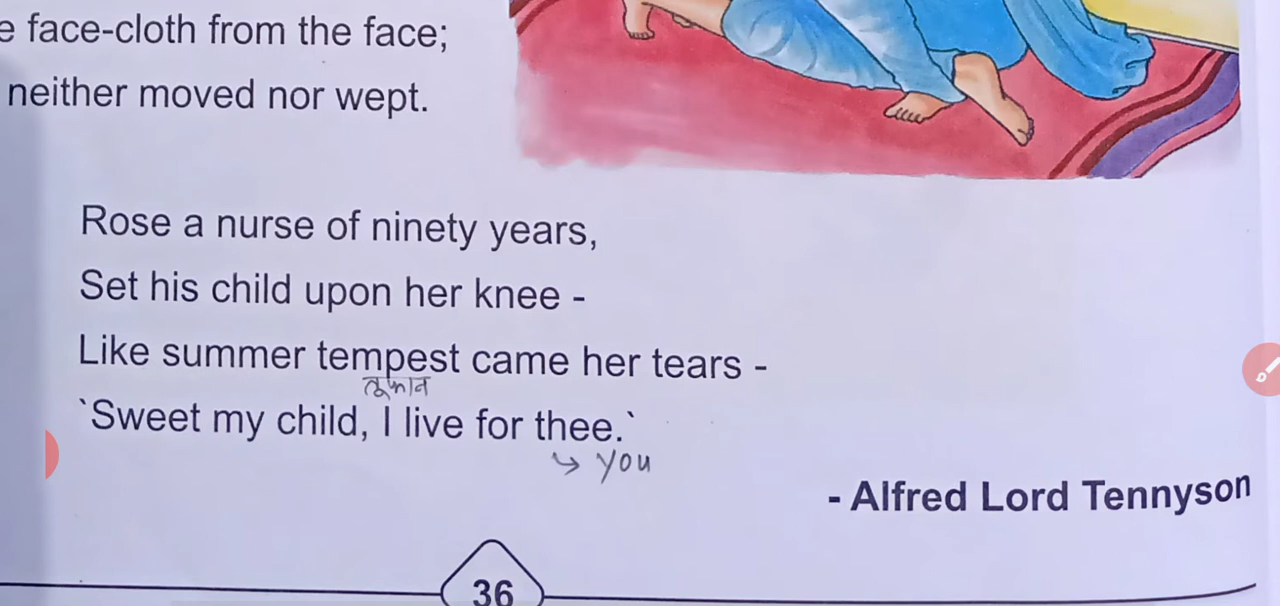 e face-cloth from the face;
neither moved nor wept.
Rose a nurse of ninety years,
Set his child upon her knee -
Like summer tempest came her tears -
तुफान
`Sweet my child, I live for thee.`
↳ you
- Alfred Lord Tennyson
36